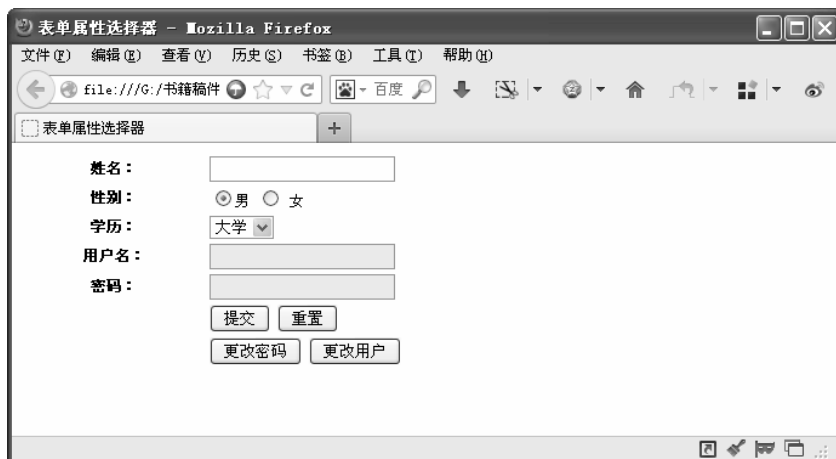 表单属性选择器 - Mozilla Firefox
文件(F) 编辑(E) 查看(V) 历史(S) 书签(B) 工具(T) 帮助(H)
file:///G:/书籍稿件 百度
表单属性选择器 +
姓名：
性别： 男 女
学历： 大学
用户名：
密码：
提交 重置
更改密码 更改用户